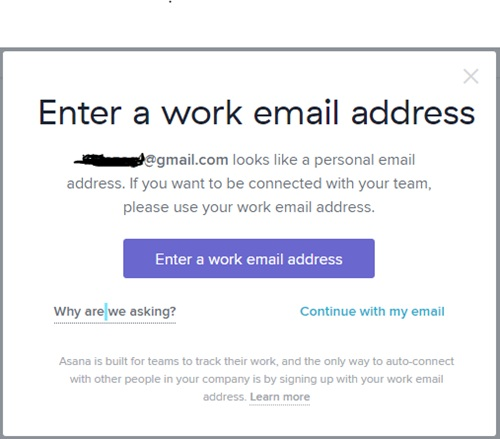 Enter a work email address
@gmail.com looks like a personal email
address. If you want to be connected with your team,
please use your work email address.
Enter a work email address
Why are we asking?
Continue with my email
Asana is built for teams to track their work, and the only way to auto-connect
with other people in your company is by signing up with your work email
address. Learn more